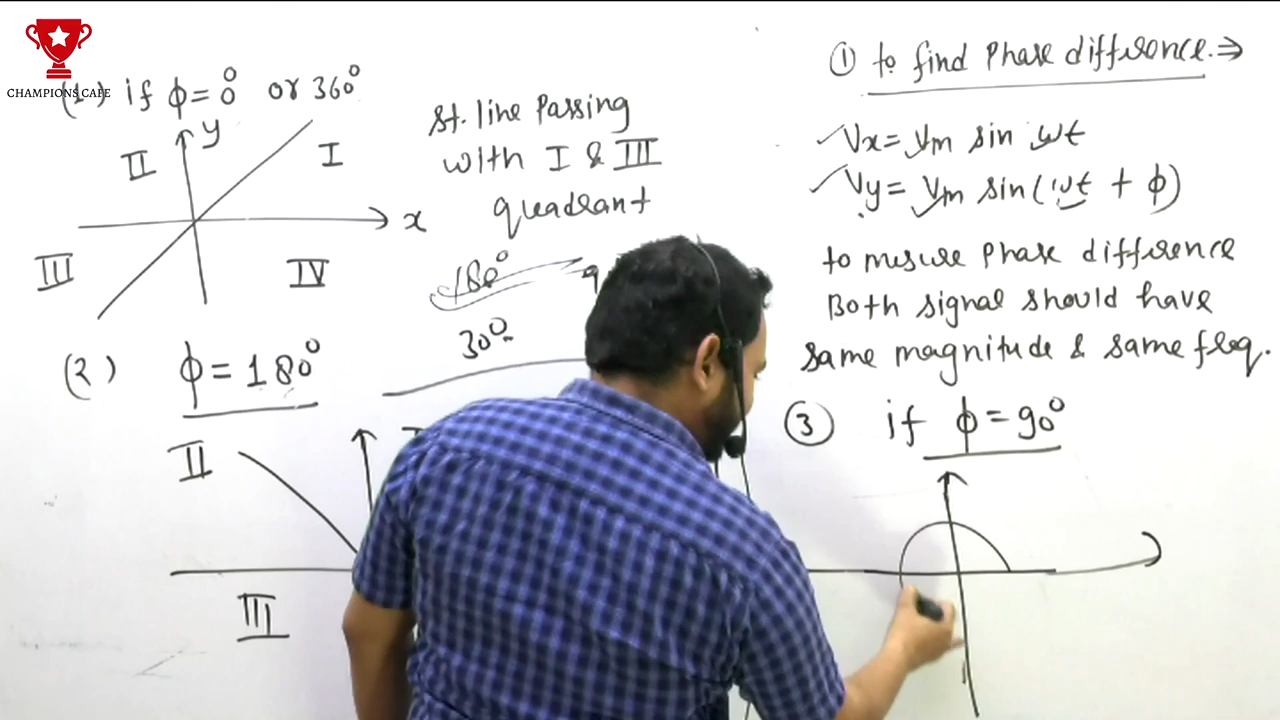 CHAMPIONS CAFE
(1) if ϕ = 0° or 360°
y
II
I
x
III
IV
st. line Passing
with I & III
quadrant
180°
30°
(2) ϕ = 180°
II
III
① to find Phase difference. ⇒
✓ Vx = Vm sin wt
✓ Vy = Vm sin(wt + ϕ)
to mesure Phase difference
Both signal should have
same magnitude & same freq.
③ if ϕ = 90°